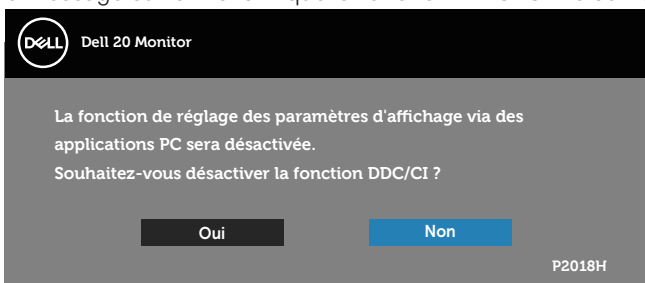 DELL Dell 20 Monitor
La fonction de réglage des paramètres d'affichage via des
applications PC sera désactivée.
Souhaitez-vous désactiver la fonction DDC/CI ?
Oui Non
P2018H